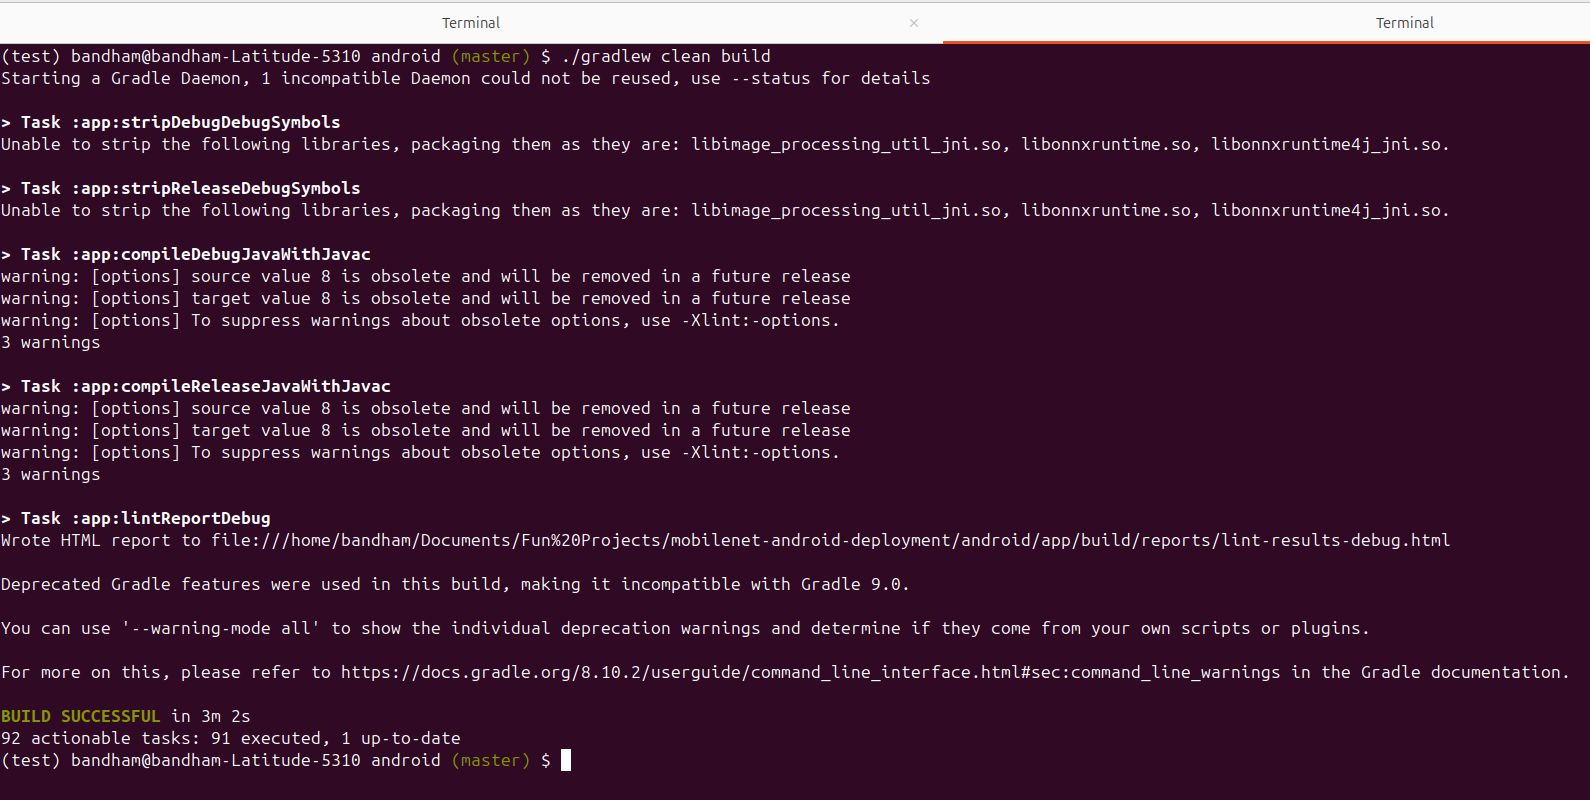 Terminal × Terminal
(test) bandham@bandham-Latitude-5310 android (master) $ ./gradlew clean build
Starting a Gradle Daemon, 1 incompatible Daemon could not be reused, use --status for details
> Task :app:stripDebugDebugSymbols
Unable to strip the following libraries, packaging them as they are: libimage_processing_util_jni.so, libonnxruntime.so, libonnxruntime4j_jni.so.
> Task :app:stripReleaseDebugSymbols
Unable to strip the following libraries, packaging them as they are: libimage_processing_util_jni.so, libonnxruntime.so, libonnxruntime4j_jni.so.
> Task :app:compileDebugJavaWithJavac
warning: [options] source value 8 is obsolete and will be removed in a future release
warning: [options] target value 8 is obsolete and will be removed in a future release
warning: [options] To suppress warnings about obsolete options, use -Xlint:-options.
3 warnings
> Task :app:compileReleaseJavaWithJavac
warning: [options] source value 8 is obsolete and will be removed in a future release
warning: [options] target value 8 is obsolete and will be removed in a future release
warning: [options] To suppress warnings about obsolete options, use -Xlint:-options.
3 warnings
> Task :app:lintReportDebug
Wrote HTML report to file:///home/bandham/Documents/Fun%20Projects/mobilenet-android-deployment/android/app/build/reports/lint-results-debug.html
Deprecated Gradle features were used in this build, making it incompatible with Gradle 9.0.
You can use '--warning-mode all' to show the individual deprecation warnings and determine if they come from your own scripts or plugins.
For more on this, please refer to https://docs.gradle.org/8.10.2/userguide/command_line_interface.html#sec:command_line_warnings in the Gradle documentation.
BUILD SUCCESSFUL in 3m 2s
92 actionable tasks: 91 executed, 1 up-to-date
(test) bandham@bandham-Latitude-5310 android (master) $